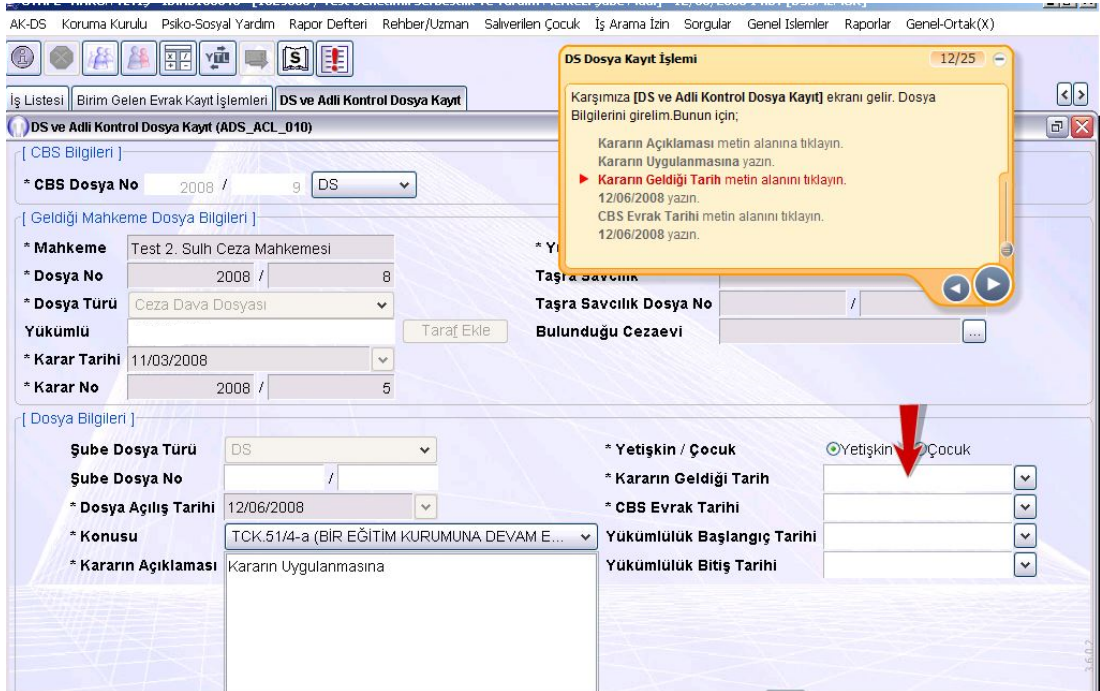 AK-DS Koruma Kurulu Psiko-Sosyal Yardım Rapor Defteri Rehber/Uzman Salıverilen Çocuk İş Arama İzin Sorgular Genel Islemler Raporlar Genel-Ortak(X)
İş Listesi Birim Gelen Evrak Kayıt İşlemleri DS ve Adli Kontrol Dosya Kayıt
DS ve Adli Kontrol Dosya Kayıt (ADS_ACL_010)
DS Dosya Kayıt İşlemi 12/25
Karşımıza [DS ve Adli Kontrol Dosya Kayıt] ekranı gelir. Dosya
Bilgilerini girelim.Bunun için;
Kararın Açıklaması metin alanına tıklayın.
Kararın Uygulanmasına yazın.
Kararın Geldiği Tarih metin alanını tıklayın.
12/06/2008 yazın.
CBS Evrak Tarihi metin alanını tıklayın.
12/06/2008 yazın.
[ CBS Bilgileri ]
* CBS Dosya No 2008 / 9 DS
[ Geldiği Mahkeme Dosya Bilgileri ]
* Mahkeme Test 2. Sulh Ceza Mahkemesi
* Dosya No 2008 / 8 Taşra Savcılık
* Dosya Türü Ceza Dava Dosyası Taşra Savcılık Dosya No /
Yükümlü Taraf Ekle Bulunduğu Cezaevi ...
* Karar Tarihi 11/03/2008
* Karar No 2008 / 5
[ Dosya Bilgileri ]
Şube Dosya Türü DS * Yetişkin / Çocuk Yetişkin Çocuk
Şube Dosya No / * Kararın Geldiği Tarih
* Dosya Açılış Tarihi 12/06/2008 * CBS Evrak Tarihi
* Konusu TCK.51/4-a (BİR EĞİTİM KURUMUNA DEVAM E... Yükümlülük Başlangıç Tarihi
* Kararın Açıklaması Kararın Uygulanmasına Yükümlülük Bitiş Tarihi
3.6.0.2